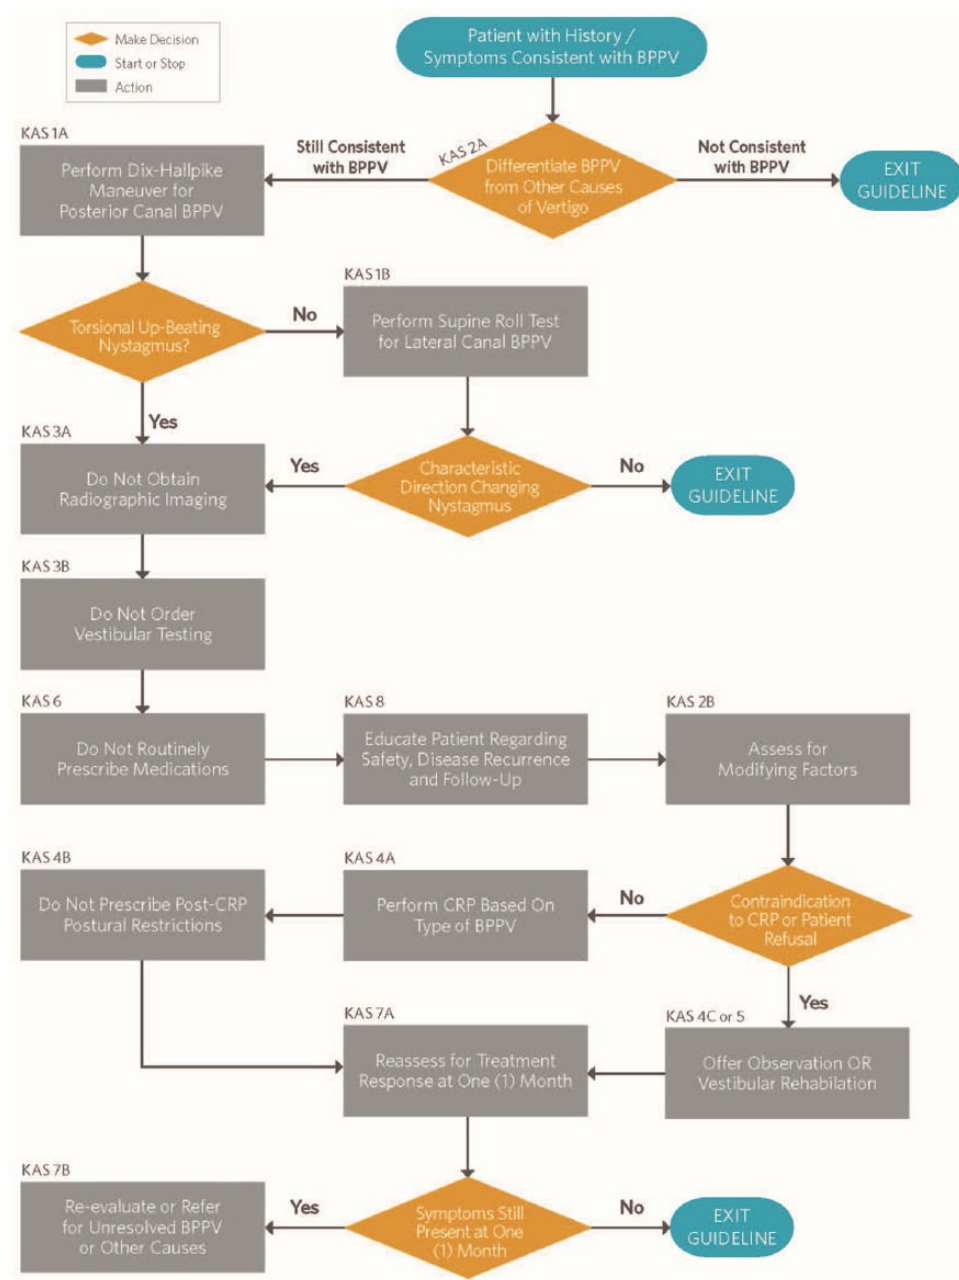 Make Decision
Start or Stop
Action
Patient with History /
Symptoms Consistent with BPPV
KAS 2A
Differentiate BPPV
from Other Causes
of Vertigo
Still Consistent
with BPPV
Not Consistent
with BPPV
EXIT
GUIDELINE
KAS 1A
Perform Dix-Hallpike
Maneuver for
Posterior Canal BPPV
Torsional Up-Beating
Nystagmus?
No
KAS 1B
Perform Supine Roll Test
for Lateral Canal BPPV
Yes
KAS 3A
Do Not Obtain
Radiographic Imaging
Yes
Characteristic
Direction Changing
Nystagmus
No
EXIT
GUIDELINE
KAS 3B
Do Not Order
Vestibular Testing
KAS 6
Do Not Routinely
Prescribe Medications
KAS 8
Educate Patient Regarding
Safety, Disease Recurrence
and Follow-Up
KAS 2B
Assess for
Modifying Factors
Contraindication
to CRP or Patient
Refusal
No
KAS 4A
Perform CRP Based On
Type of BPPV
KAS 4B
Do Not Prescribe Post-CRP
Postural Restrictions
Yes
KAS 4C or 5
Offer Observation OR
Vestibular Rehabilation
KAS 7A
Reassess for Treatment
Response at One (1) Month
Symptoms Still
Present at One
(1) Month
Yes
KAS 7B
Re-evaluate or Refer
for Unresolved BPPV
or Other Causes
No
EXIT
GUIDELINE